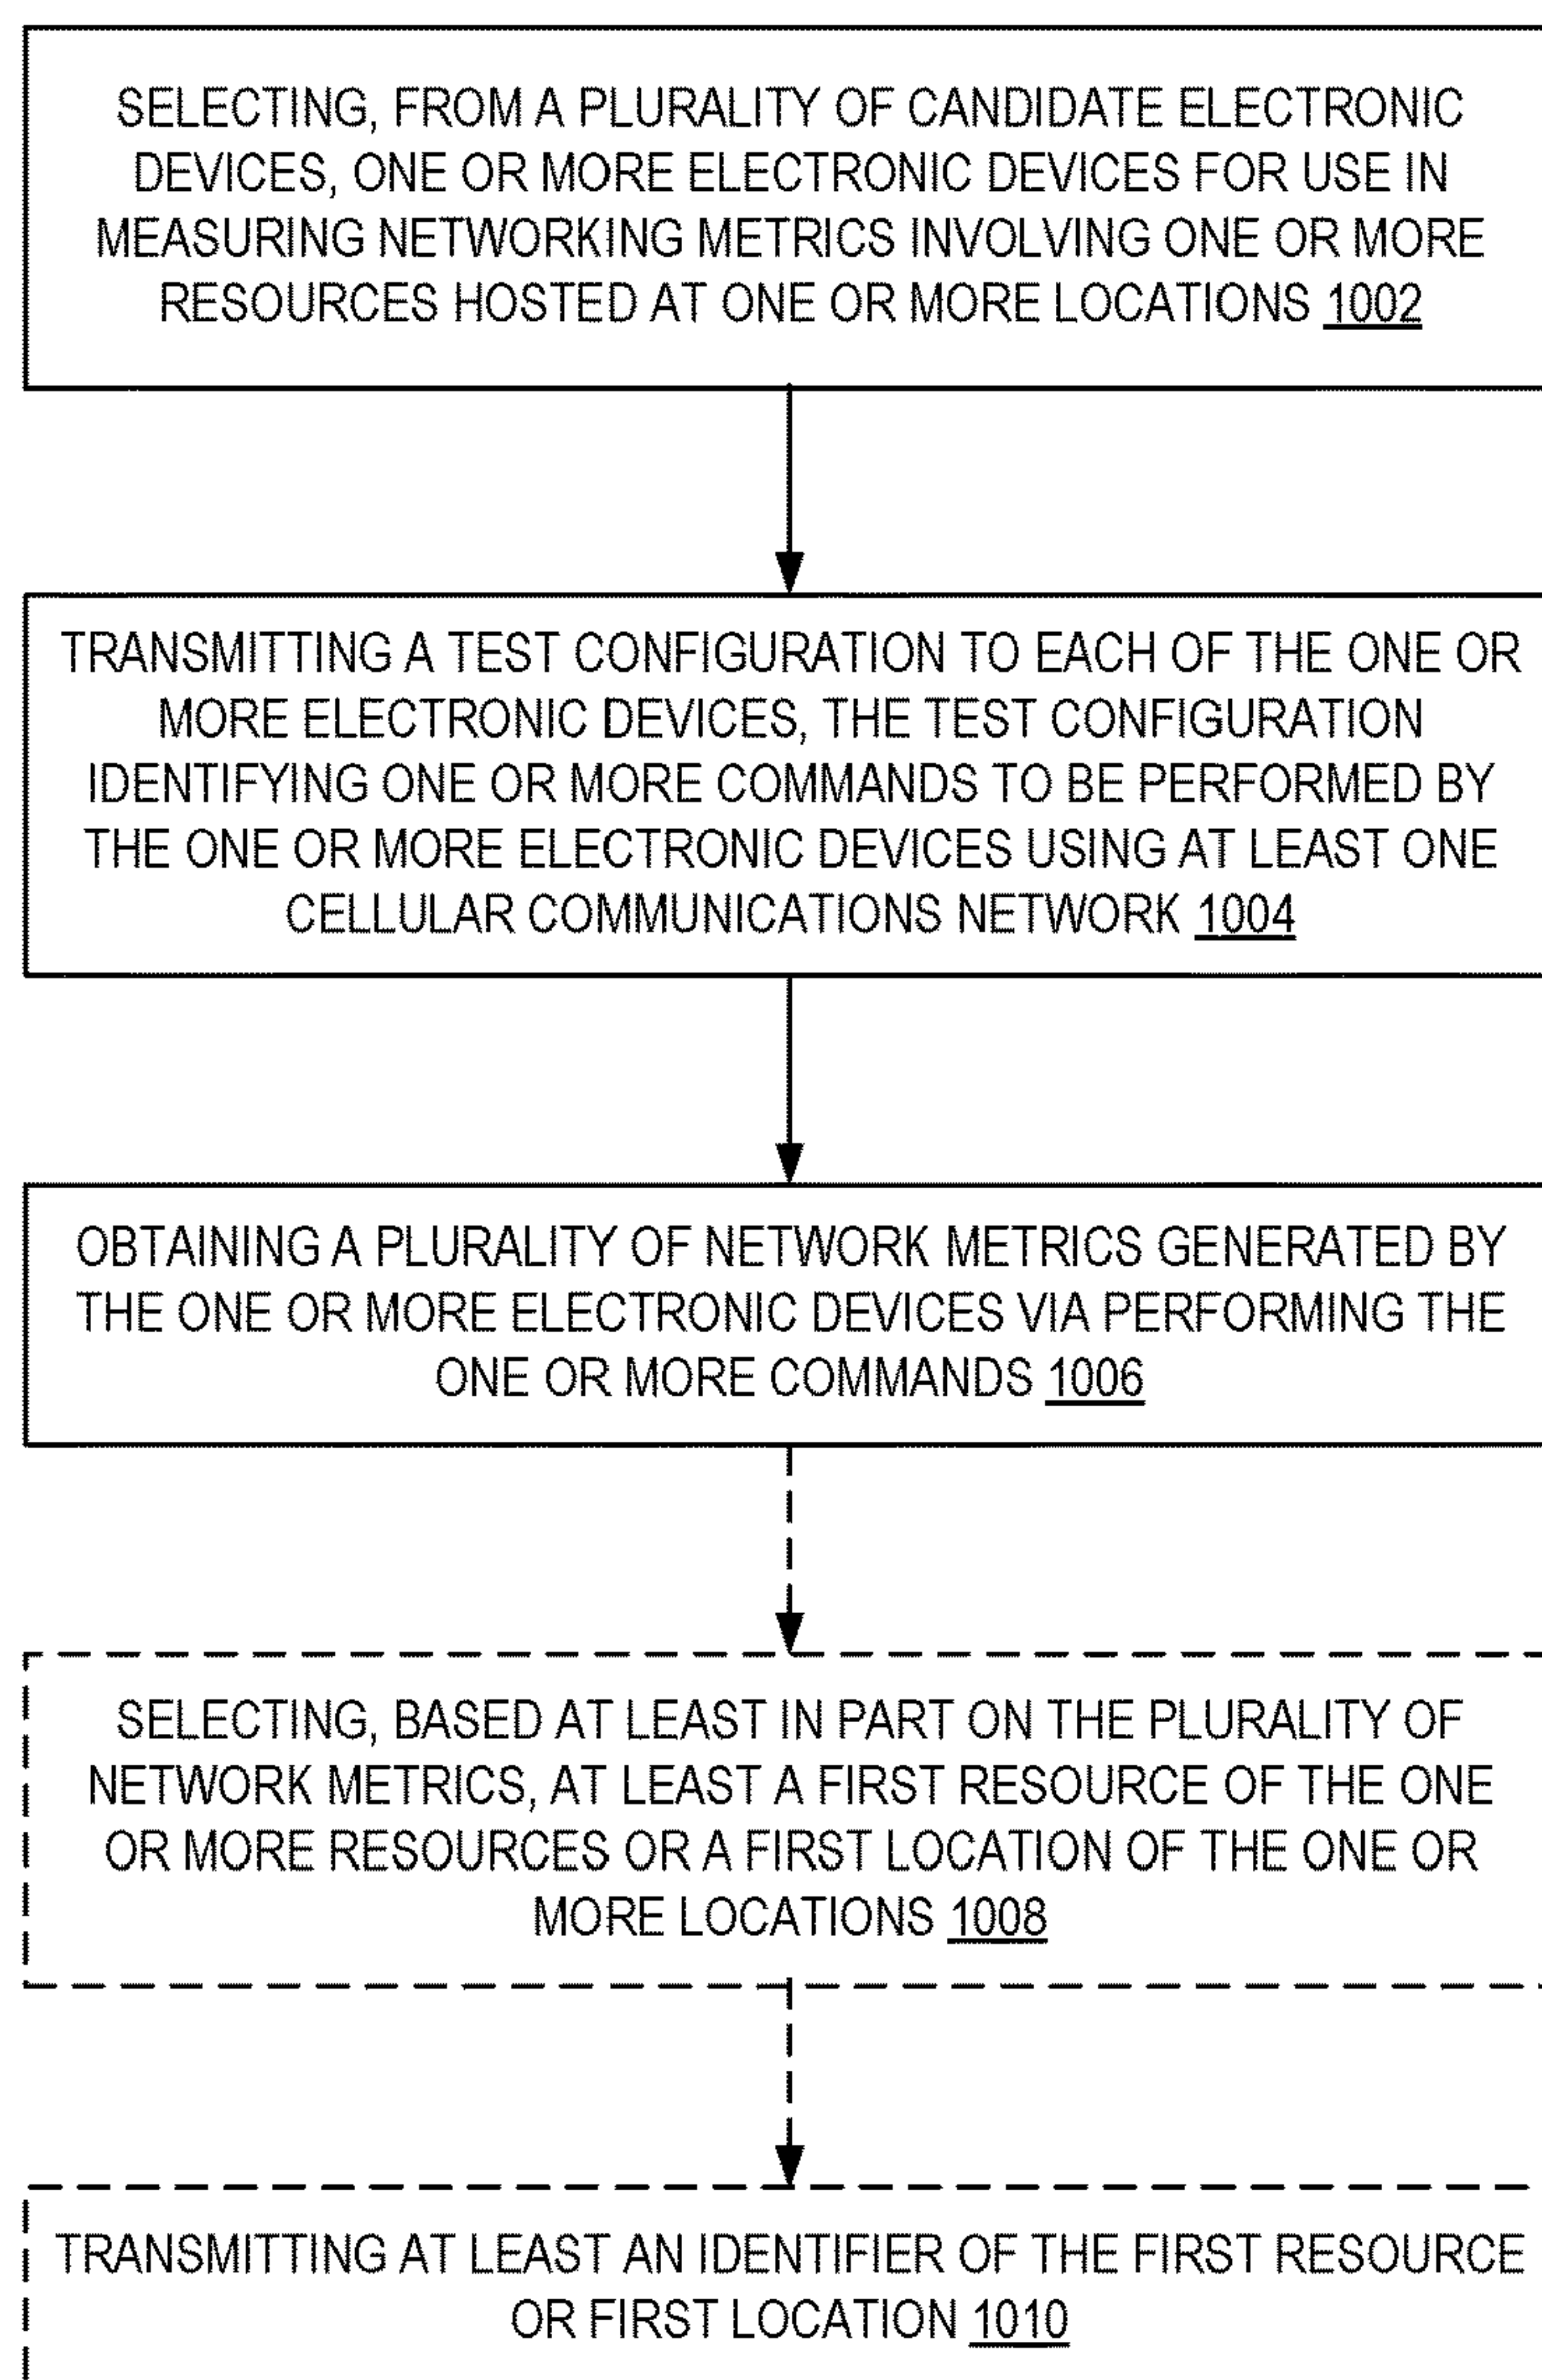 SELECTING, FROM A PLURALITY OF CANDIDATE ELECTRONIC
DEVICES, ONE OR MORE ELECTRONIC DEVICES FOR USE IN
MEASURING NETWORKING METRICS INVOLVING ONE OR MORE
RESOURCES HOSTED AT ONE OR MORE LOCATIONS 1002
TRANSMITTING A TEST CONFIGURATION TO EACH OF THE ONE OR
MORE ELECTRONIC DEVICES, THE TEST CONFIGURATION
IDENTIFYING ONE OR MORE COMMANDS TO BE PERFORMED BY
THE ONE OR MORE ELECTRONIC DEVICES USING AT LEAST ONE
CELLULAR COMMUNICATIONS NETWORK 1004
OBTAINING A PLURALITY OF NETWORK METRICS GENERATED BY
THE ONE OR MORE ELECTRONIC DEVICES VIA PERFORMING THE
ONE OR MORE COMMANDS 1006
SELECTING, BASED AT LEAST IN PART ON THE PLURALITY OF
NETWORK METRICS, AT LEAST A FIRST RESOURCE OF THE ONE
OR MORE RESOURCES OR A FIRST LOCATION OF THE ONE OR
MORE LOCATIONS 1008
TRANSMITTING AT LEAST AN IDENTIFIER OF THE FIRST RESOURCE
OR FIRST LOCATION 1010